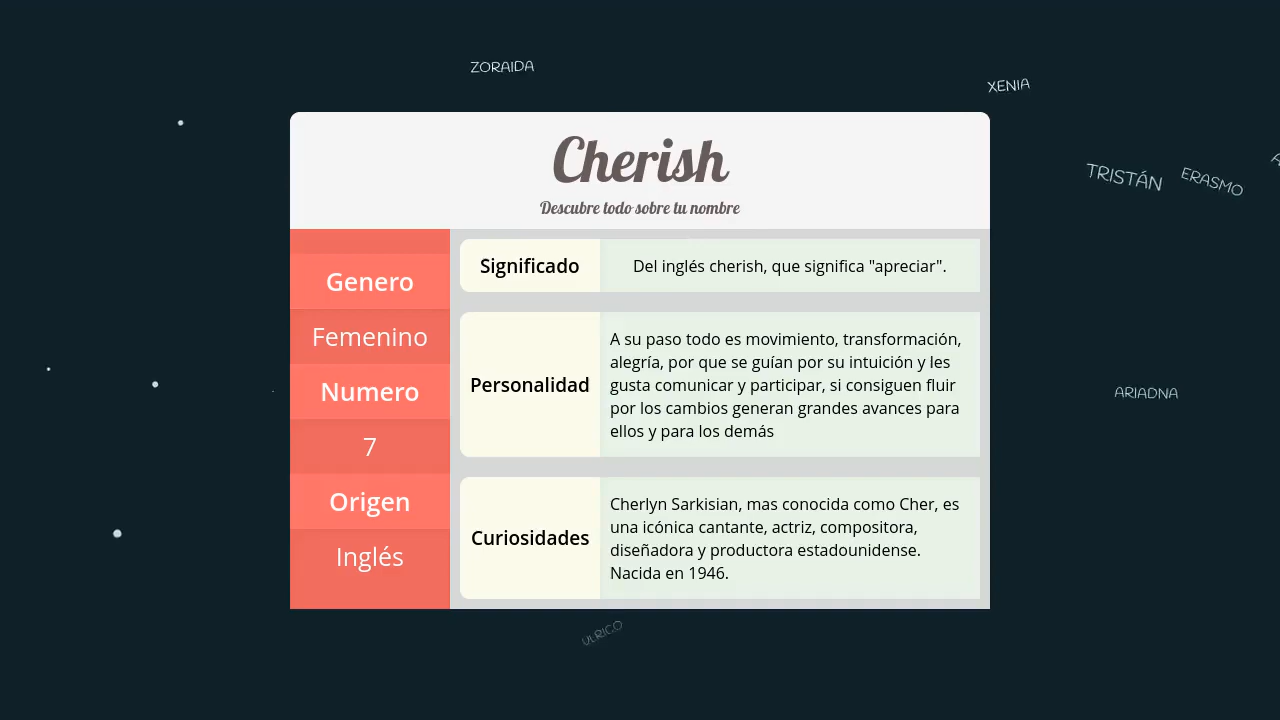 ZORAIDA
XENIA
TRISTÁN
ERASMO
Cherish
Descubre todo sobre tu nombre
Genero
Femenino
Numero
7
Origen
Inglés
Significado
Del inglés cherish, que significa "apreciar".
Personalidad
A su paso todo es movimiento, transformación,
alegría, por que se guían por su intuición y les
gusta comunicar y participar, si consiguen fluir
por los cambios generan grandes avances para
ellos y para los demás
Curiosidades
Cherlyn Sarkisian, mas conocida como Cher, es
una icónica cantante, actriz, compositora,
diseñadora y productora estadounidense.
Nacida en 1946.
ARIADNA
ULRICO